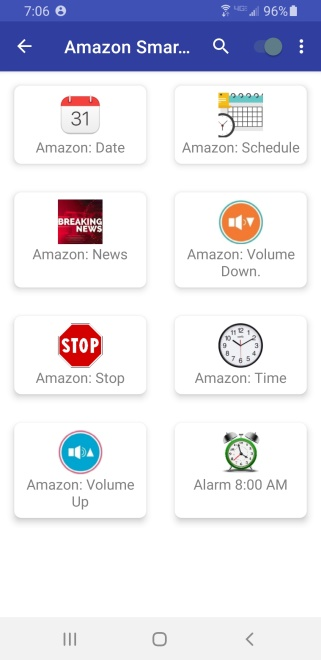 7:06
4GE 96%
Amazon Smar...
31
Amazon: Date
Amazon: Schedule
BREAKING
NEWS
Amazon: News
Amazon: Volume
Down.
STOP
Amazon: Stop
Amazon: Time
Amazon: Volume
Up
Alarm 8:00 AM